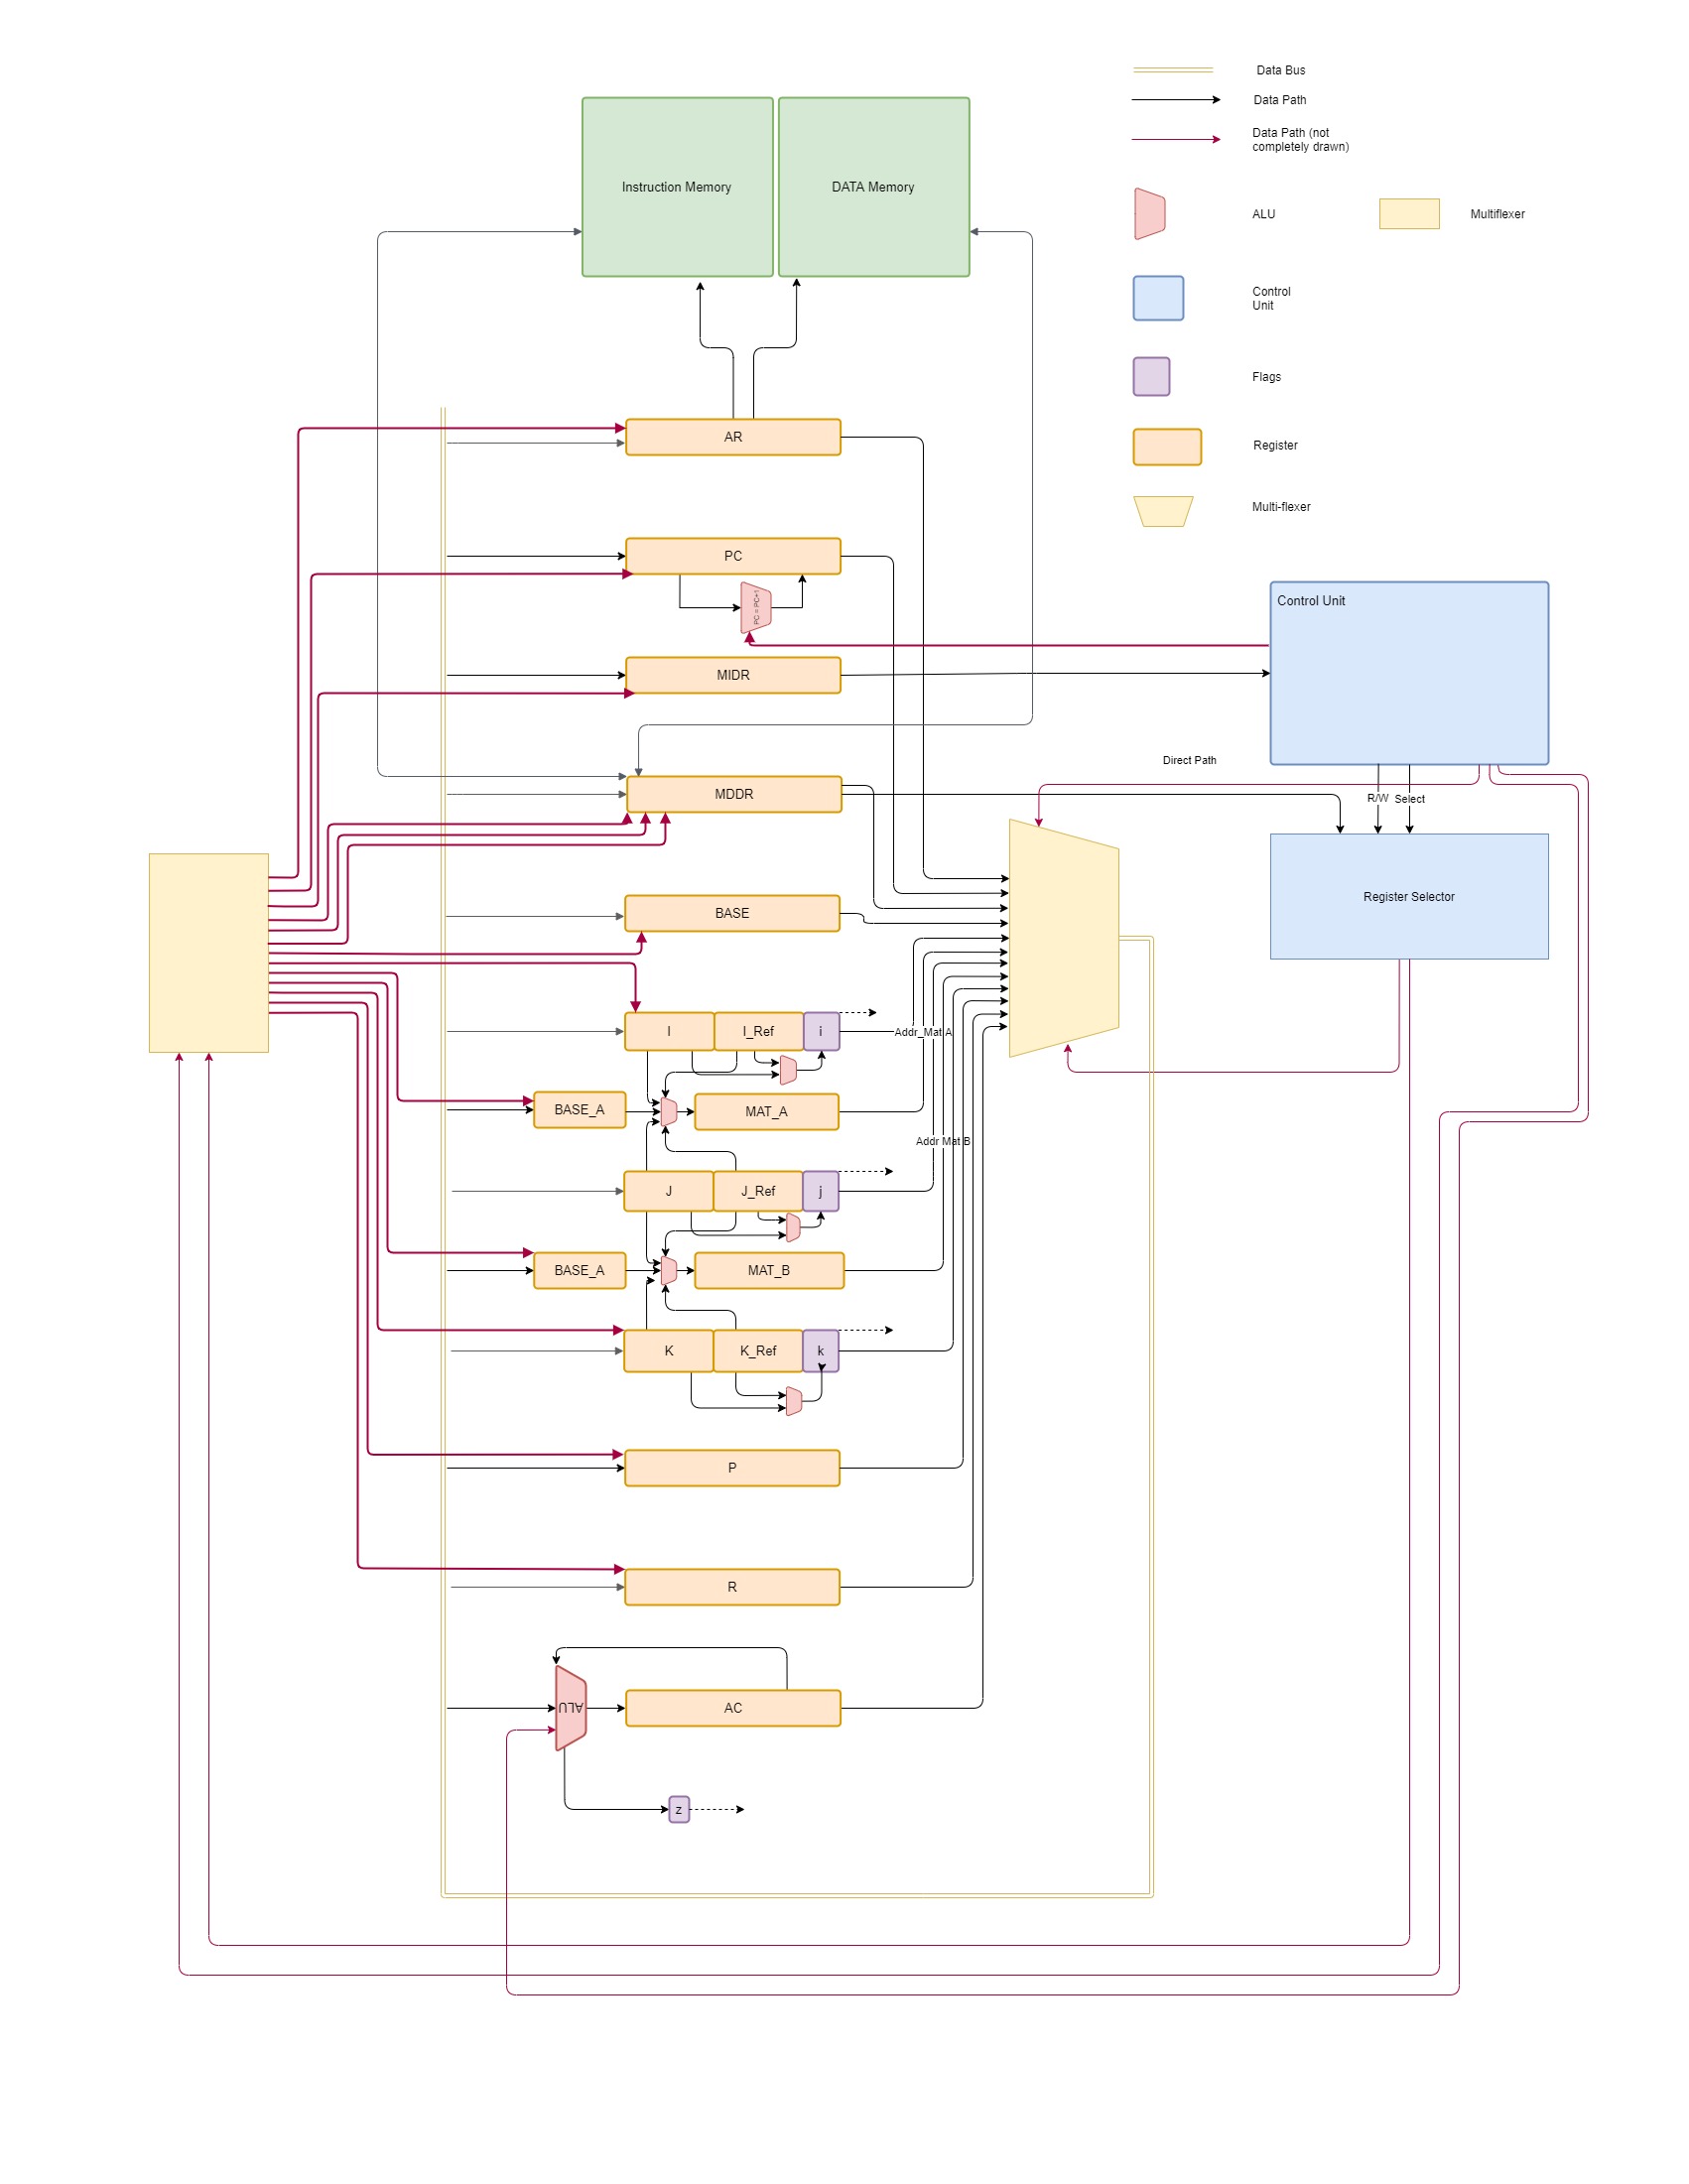 Data Bus
Data Path
Data Path (not
completely drawn)
Instruction Memory
DATA Memory
ALU
Multiflexer
Control
Unit
Flags
AR
Register
Multi-flexer
PC
PC = PC+1
Control Unit
MIDR
Direct Path
MDDR
R/W
Select
Register Selector
BASE
I
I_Ref
i
Addr_Mat A
BASE_A
MAT_A
Addr Mat B
J
J_Ref
j
BASE_A
MAT_B
K
K_Ref
k
P
R
ALU
AC
z